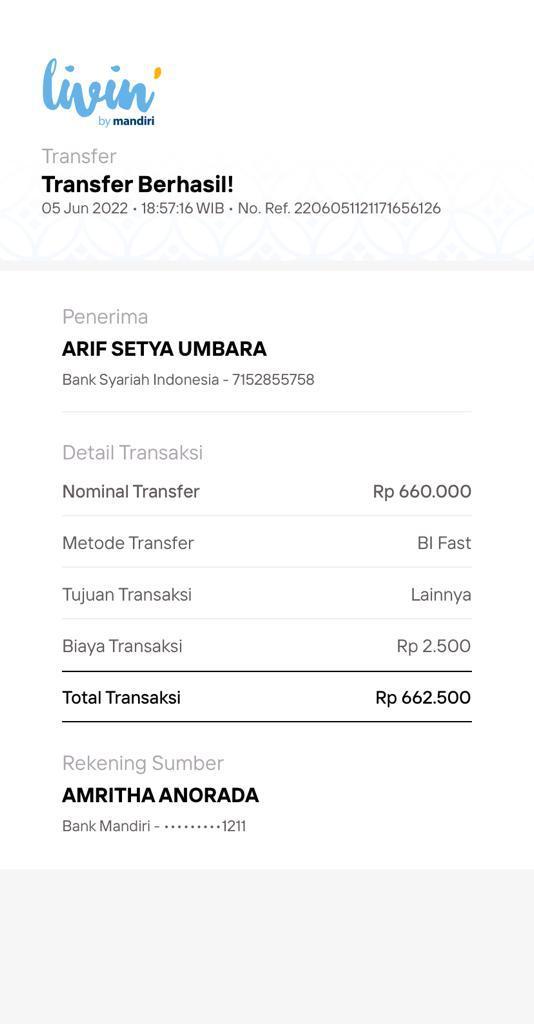 livin'
by mandiri
Transfer
Transfer Berhasil!
05 Jun 2022 • 18:57:16 WIB • No. Ref. 2206051121171656126
Penerima
ARIF SETYA UMBARA
Bank Syariah Indonesia - 7152855758
Detail Transaksi
Nominal Transfer Rp 660.000
Metode Transfer BI Fast
Tujuan Transaksi Lainnya
Biaya Transaksi Rp 2.500
Total Transaksi Rp 662.500
Rekening Sumber
AMRITHA ANORADA
Bank Mandiri - •••••••••1211